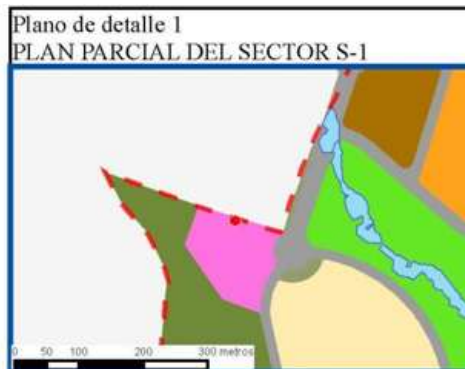 Plano de detalle 1
PLAN PARCIAL DEL SECTOR S-1
0 50 100 200 300 metros